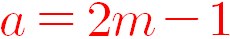 a = 2m − 1